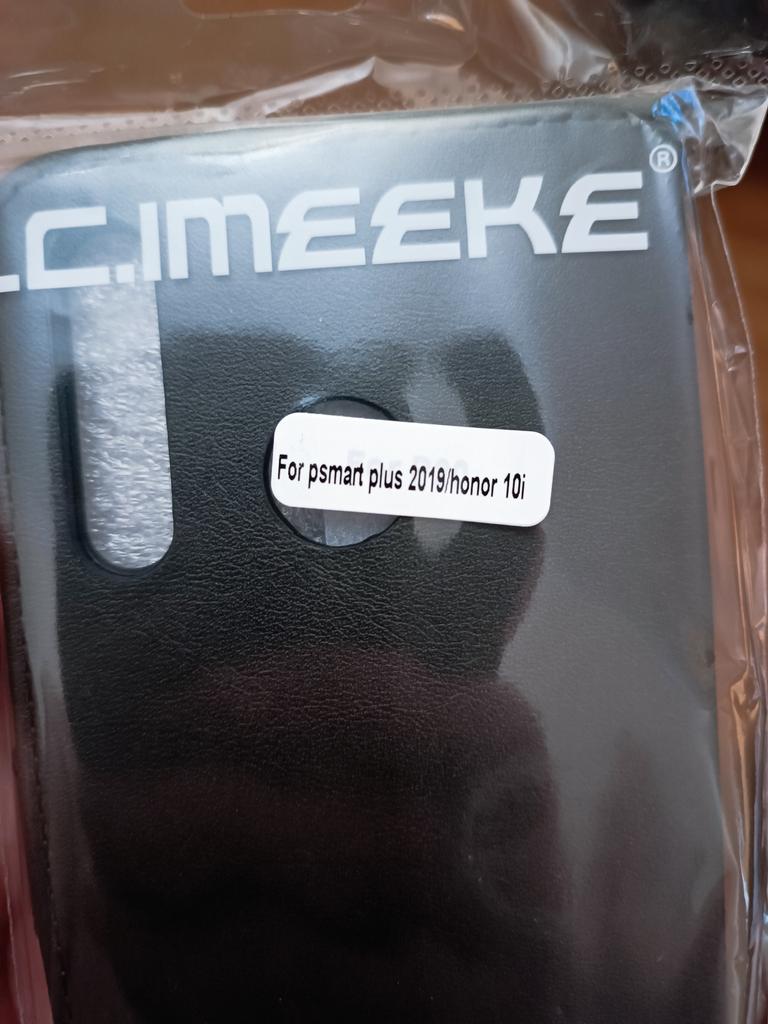 LC.IMEEKE®
For psmart plus 2019/honor 10i